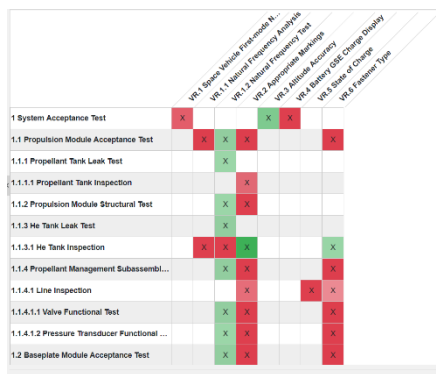 VR.1 Space Vehicle First-mode N...
VR.1.1 Natural Frequency Analysis
VR.1.2 Natural Frequency Test
VR.2 Appropriate Markings
VR.3 Attitude Accuracy
VR.4 Battery GSE Charge Display
VR.5 State of Charge
VR.6 Fastener Type
1 System Acceptance Test X X X
1.1 Propulsion Module Acceptance Test X X X X
1.1.1 Propellant Tank Leak Test X
1.1.1.1 Propellant Tank Inspection X
1.1.2 Propulsion Module Structural Test X X X
1.1.3 He Tank Leak Test X
1.1.3.1 He Tank Inspection X X X X
1.1.4 Propellant Management Subassembl... X X X
1.1.4.1 Line Inspection X X X
1.1.4.1.1 Valve Functional Test X X X
1.1.4.1.2 Pressure Transducer Functional ... X X X
1.2 Baseplate Module Acceptance Test X X X